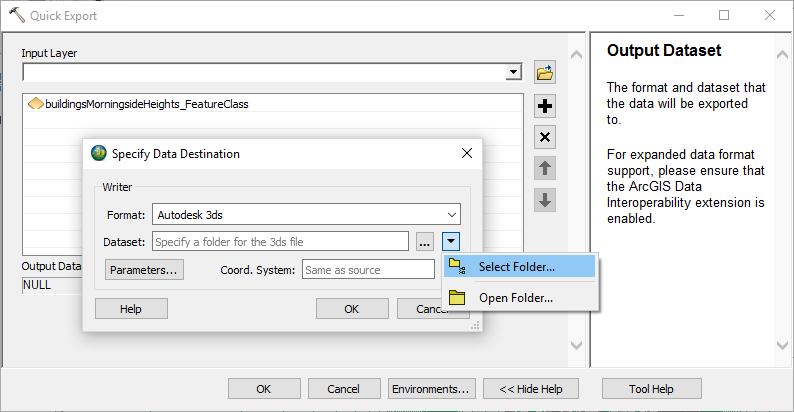 Quick Export
Input Layer
buildingsMorningsideHeights_FeatureClass
Specify Data Destination
Writer
Format: Autodesk 3ds
Dataset: Specify a folder for the 3ds file ...
Parameters... Coord. System: Same as source
Help OK
Select Folder...
Open Folder...
NULL
OK Cancel Environments... << Hide Help Tool Help
Output Dataset
The format and dataset that
the data will be exported
to.
For expanded data format
support, please ensure that
the ArcGIS Data
Interoperability extension is
enabled.